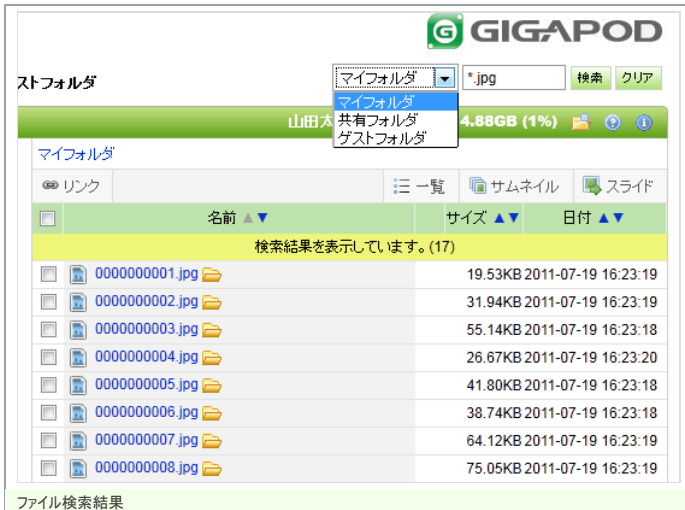 GIGAPOD
ストフォルダ
マイフォルダ
*.jpg
検索
クリア
マイフォルダ
共有フォルダ
ゲストフォルダ
山田太
4.88GB (1%)
マイフォルダ
リンク
一覧
サムネイル
スライド
名前 ▲▼
サイズ ▲▼
日付 ▲▼
検索結果を表示しています。(17)
0000000001.jpg 19.53KB 2011-07-19 16:23:19
0000000002.jpg 31.94KB 2011-07-19 16:23:19
0000000003.jpg 55.14KB 2011-07-19 16:23:18
0000000004.jpg 26.67KB 2011-07-19 16:23:20
0000000005.jpg 41.80KB 2011-07-19 16:23:18
0000000006.jpg 38.74KB 2011-07-19 16:23:18
0000000007.jpg 64.12KB 2011-07-19 16:23:19
0000000008.jpg 75.05KB 2011-07-19 16:23:19
ファイル検索結果